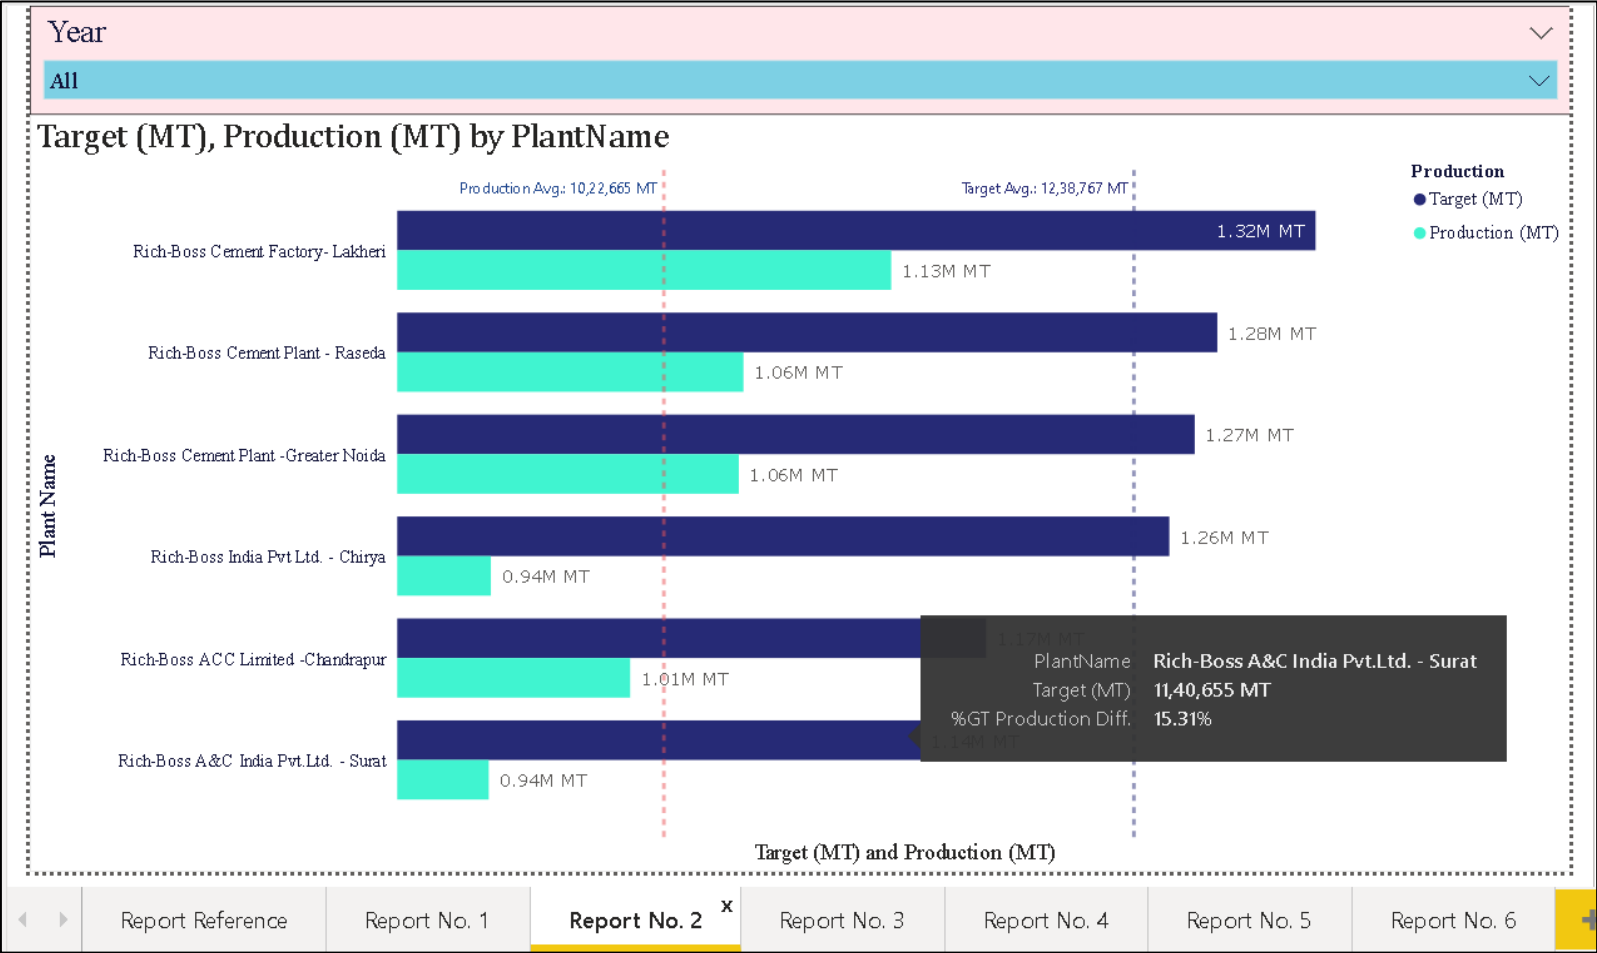 Year
All
Target (MT), Production (MT) by PlantName
Production Avg.: 10,22,665 MT
Target Avg.: 12,38,767 MT
Production
Target (MT)
Production (MT)
Plant Name
Rich-Boss Cement Factory- Lakheri
1.32M MT
1.13M MT
Rich-Boss Cement Plant - Raseda
1.28M MT
1.06M MT
Rich-Boss Cement Plant -Greater Noida
1.27M MT
1.06M MT
Rich-Boss India Pvt Ltd. - Chirya
1.26M MT
0.94M MT
Rich-Boss ACC Limited -Chandrapur
1.17M MT
1.01M MT
Rich-Boss A&C India Pvt.Ltd. - Surat
1.14M MT
0.94M MT
PlantName Rich-Boss A&C India Pvt.Ltd. - Surat
Target (MT) 11,40,655 MT
%GT Production Diff. 15.31%
Target (MT) and Production (MT)
Report Reference
Report No. 1
Report No. 2
x
Report No. 3
Report No. 4
Report No. 5
Report No. 6